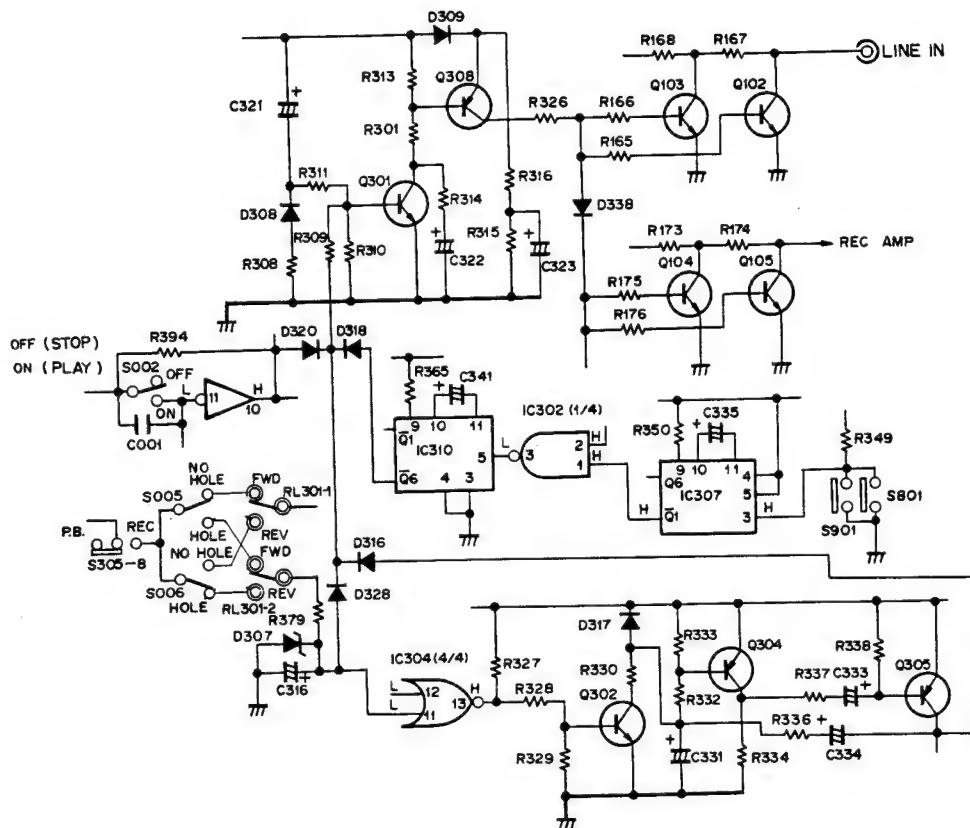 D309
R168
R167
LINE IN
R313
Q308
Q103
Q102
C321
+
R326
R166
R301
R165
R311
Q301
R316
R314
D308
D338
R173
R174
R309
R310
+
R315
+
REC AMP
R308
C322
C323
Q104
Q105
R175
R176
OFF (STOP)
R394
D320
D318
ON (PLAY)
S002
OFF
L
H
R365
+
C341
11
10
ON
IC302 (1/4)
C335
R350
+
R349
C001
9
10
11
H
2
Q̅1
IC310
L
3
H
1
9
10
11
4
5
Q6
5
S801
NO HOLE
FWD
RL301-1
Q̅6
4
3
IC307
S005
H
Q̅1
H
3
S901
P.B.
REC
HOLE
REV
NO HOLE
FWD
D316
S305-8
S006
REV
D328
HOLE
RL301-2
R379
D317
R333
R338
D307
IC304(4/4)
Q304
R327
R330
R337
C333
+
Q305
C316
+
L
12
H
R328
Q302
R332
L
11
13
R336
+
R329
+
C331
R334
C334